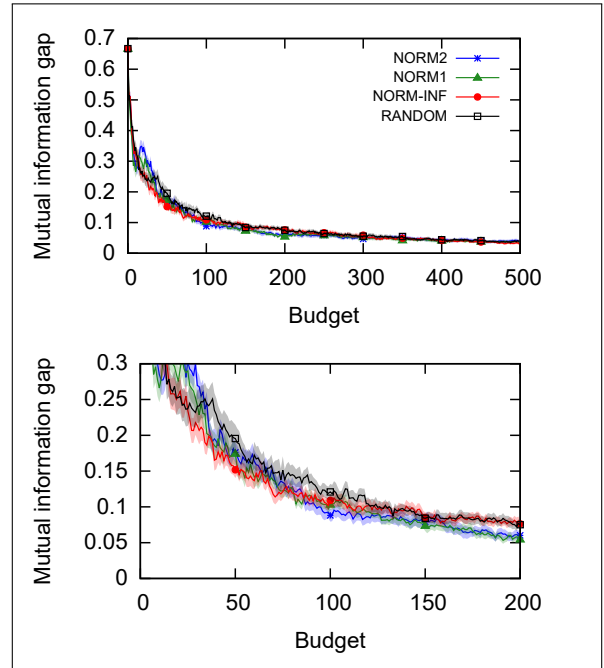 Mutual information gap
0.7
0.6
0.5
0.4
0.3
0.2
0.1
0
NORM2
NORM1
NORM-INF
RANDOM
0 100 200 300 400 500
Budget
Mutual information gap
0.3
0.25
0.2
0.15
0.1
0.05
0
0 50 100 150 200
Budget